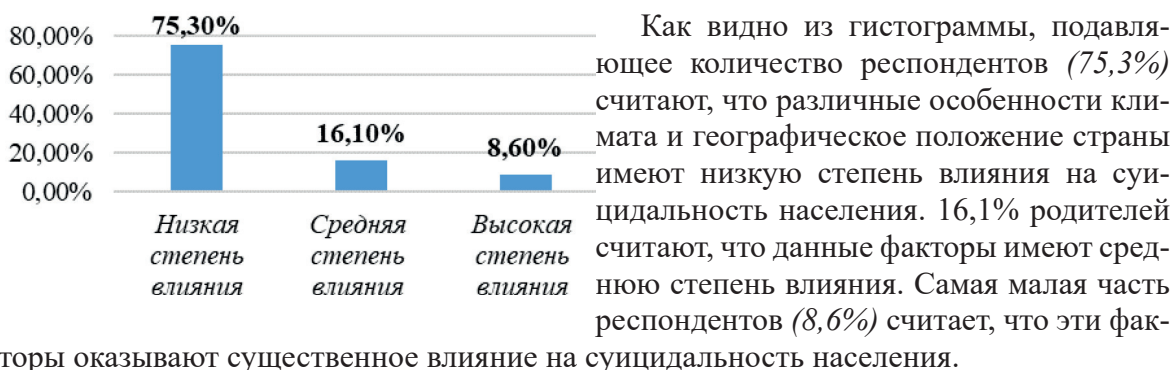 75,30%
80,00%
60,00%
40,00%
20,00%
0,00%
16,10%
8,60%
Низкая
степень
влияния
Средняя
степень
влияния
Высокая
степень
влияния
Как видно из гистограммы, подавля-
ющее количество респондентов (75,3%)
считают, что различные особенности кли-
мата и географическое положение страны
имеют низкую степень влияния на суи-
цидальность населения. 16,1% родителей
считают, что данные факторы имеют сред-
нюю степень влияния. Самая малая часть
респондентов (8,6%) считает, что эти фак-
торы оказывают существенное влияние на суицидальность населения.